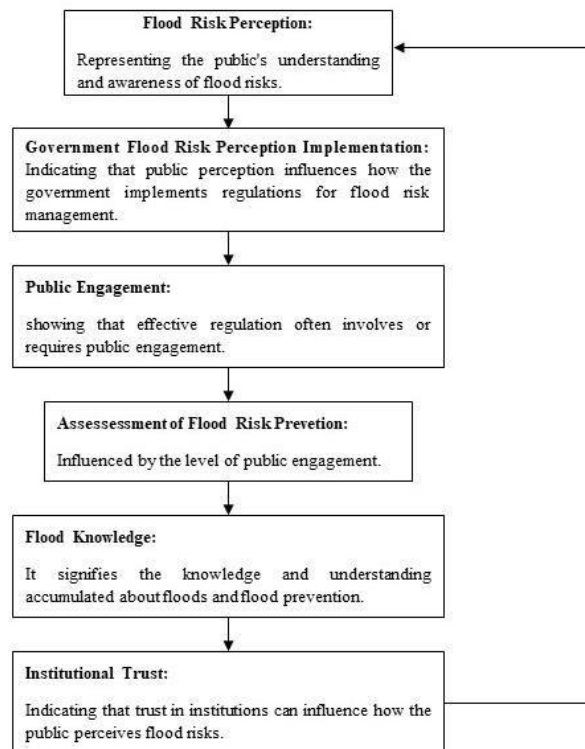 Flood Risk Perception:
Representing the public's understanding
and awareness of flood risks.
Government Flood Risk Perception Implementation:
Indicating that public perception influences how the
government implements regulations for flood risk
management.
Public Engagement:
showing that effective regulation often involves or
requires public engagement.
Assessessment of Flood Risk Prevetion:
Influenced by the level of public engagement.
Flood Knowledge:
It signifies the knowledge and understanding
accumulated about floods and flood prevention.
Institutional Trust:
Indicating that trust in institutions can influence how the
public perceives flood risks.